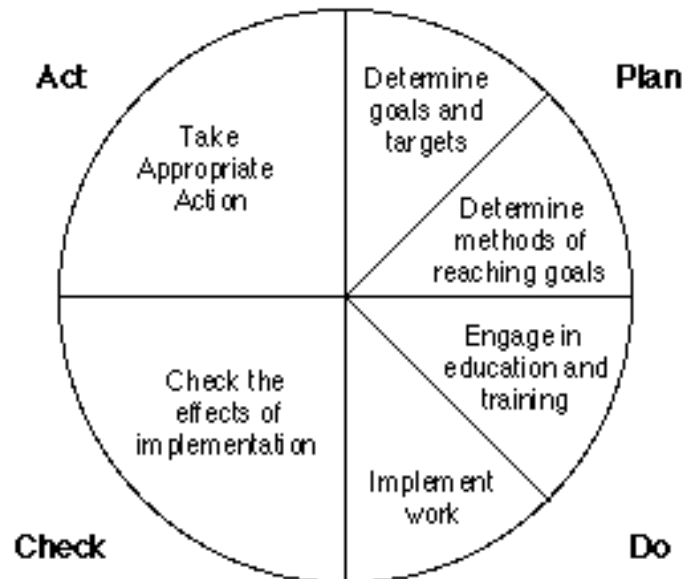 Act
Plan
Determine
goals and
targets
Take
Appropriate
Action
Determine
methods of
reaching goals
Engage in
education and
training
Check the
effects of
implementation
Implement
work
Check
Do